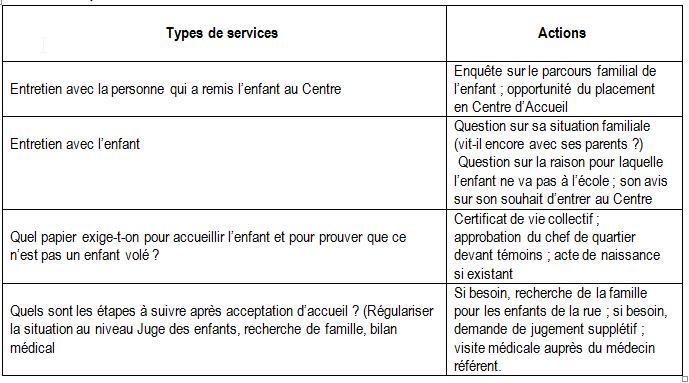 Types de services
Actions
Entretien avec la personne qui a remis l'enfant au Centre
Enquête sur le parcours familial de
l'enfant ; opportunité du placement
en Centre d'Accueil
Entretien avec l'enfant
Question sur sa situation familiale
(vit-il encore avec ses parents ?)
Question sur la raison pour laquelle
l'enfant ne va pas à l'école ; son avis
sur son souhait d'entrer au Centre
Quel papier exige-t-on pour accueillir l'enfant et pour prouver que ce
n'est pas un enfant volé ?
Certificat de vie collectif ;
approbation du chef de quartier
devant témoins ; acte de naissance
si existant
Quels sont les étapes à suivre après acceptation d'accueil ? (Régulariser
la situation au niveau Juge des enfants, recherche de famille, bilan
médical
Si besoin, recherche de la famille
pour les enfants de la rue ; si besoin,
demande de jugement supplétif ;
visite médicale auprès du médecin
référent.